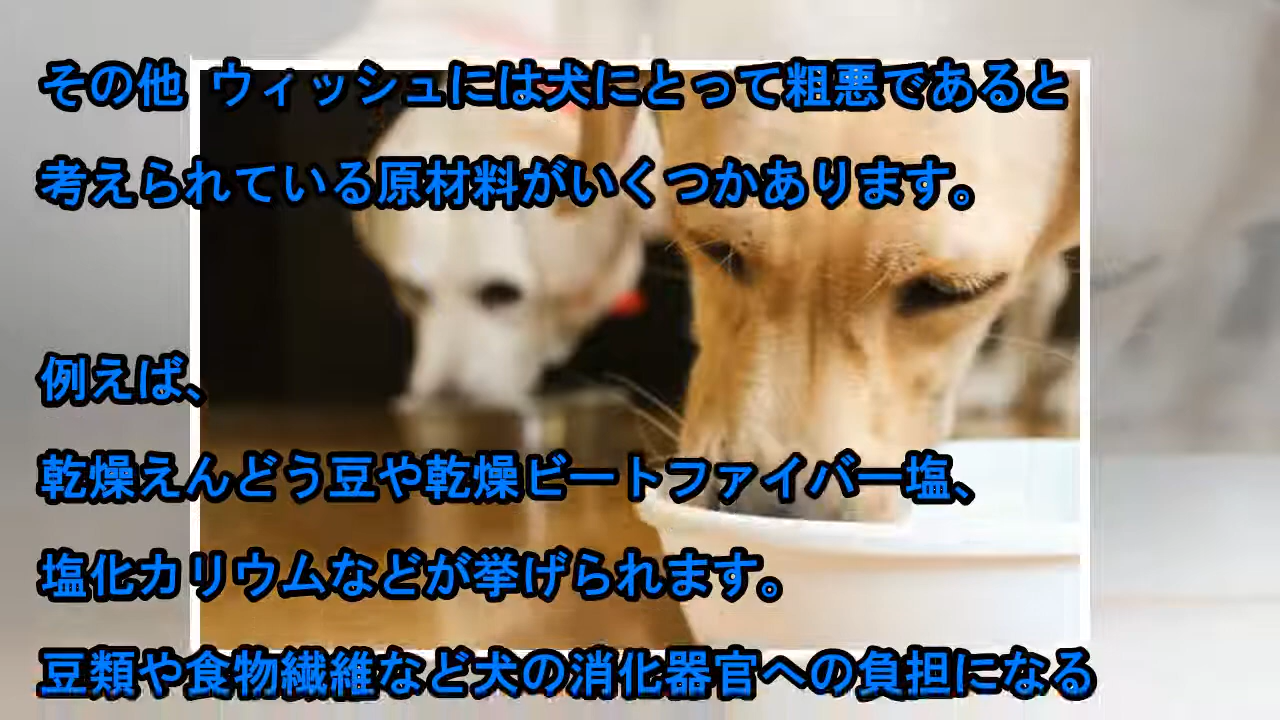 その他 ウィッシュには犬にとって粗悪であると
考えられている原材料がいくつかあります。
例えば、
乾燥えんどう豆や乾燥ビートファイバー塩、
塩化カリウムなどが挙げられます。
豆類や食物繊維など犬の消化器官への負担になる